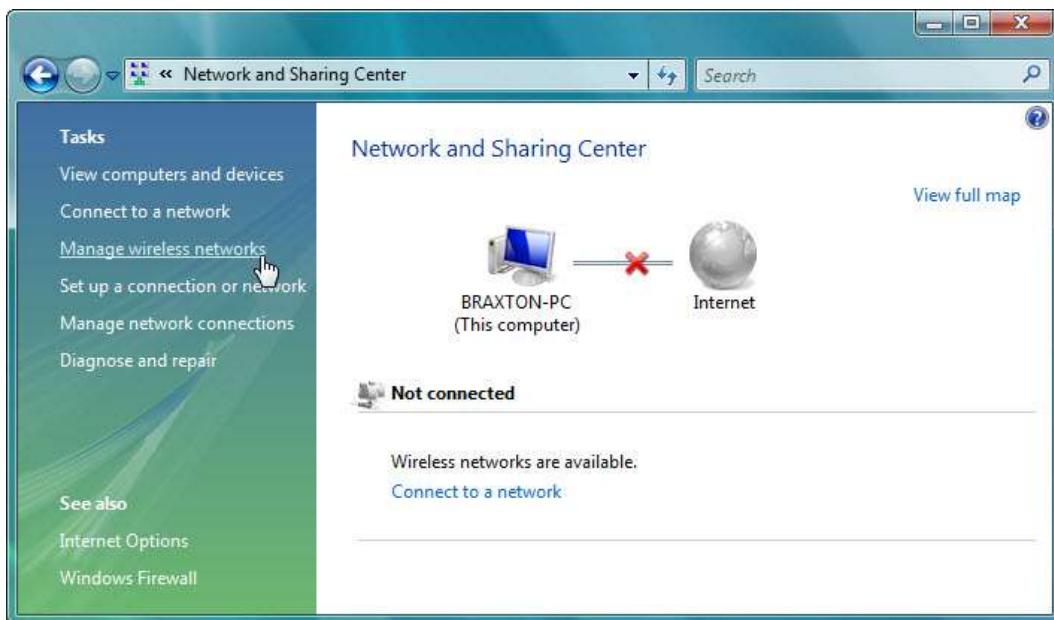 « Network and Sharing Center
Search
Tasks
View computers and devices
Connect to a network
Manage wireless networks
Set up a connection or network
Manage network connections
Diagnose and repair
See also
Internet Options
Windows Firewall
Network and Sharing Center
View full map
BRAXTON-PC
(This computer)
Internet
Not connected
Wireless networks are available.
Connect to a network